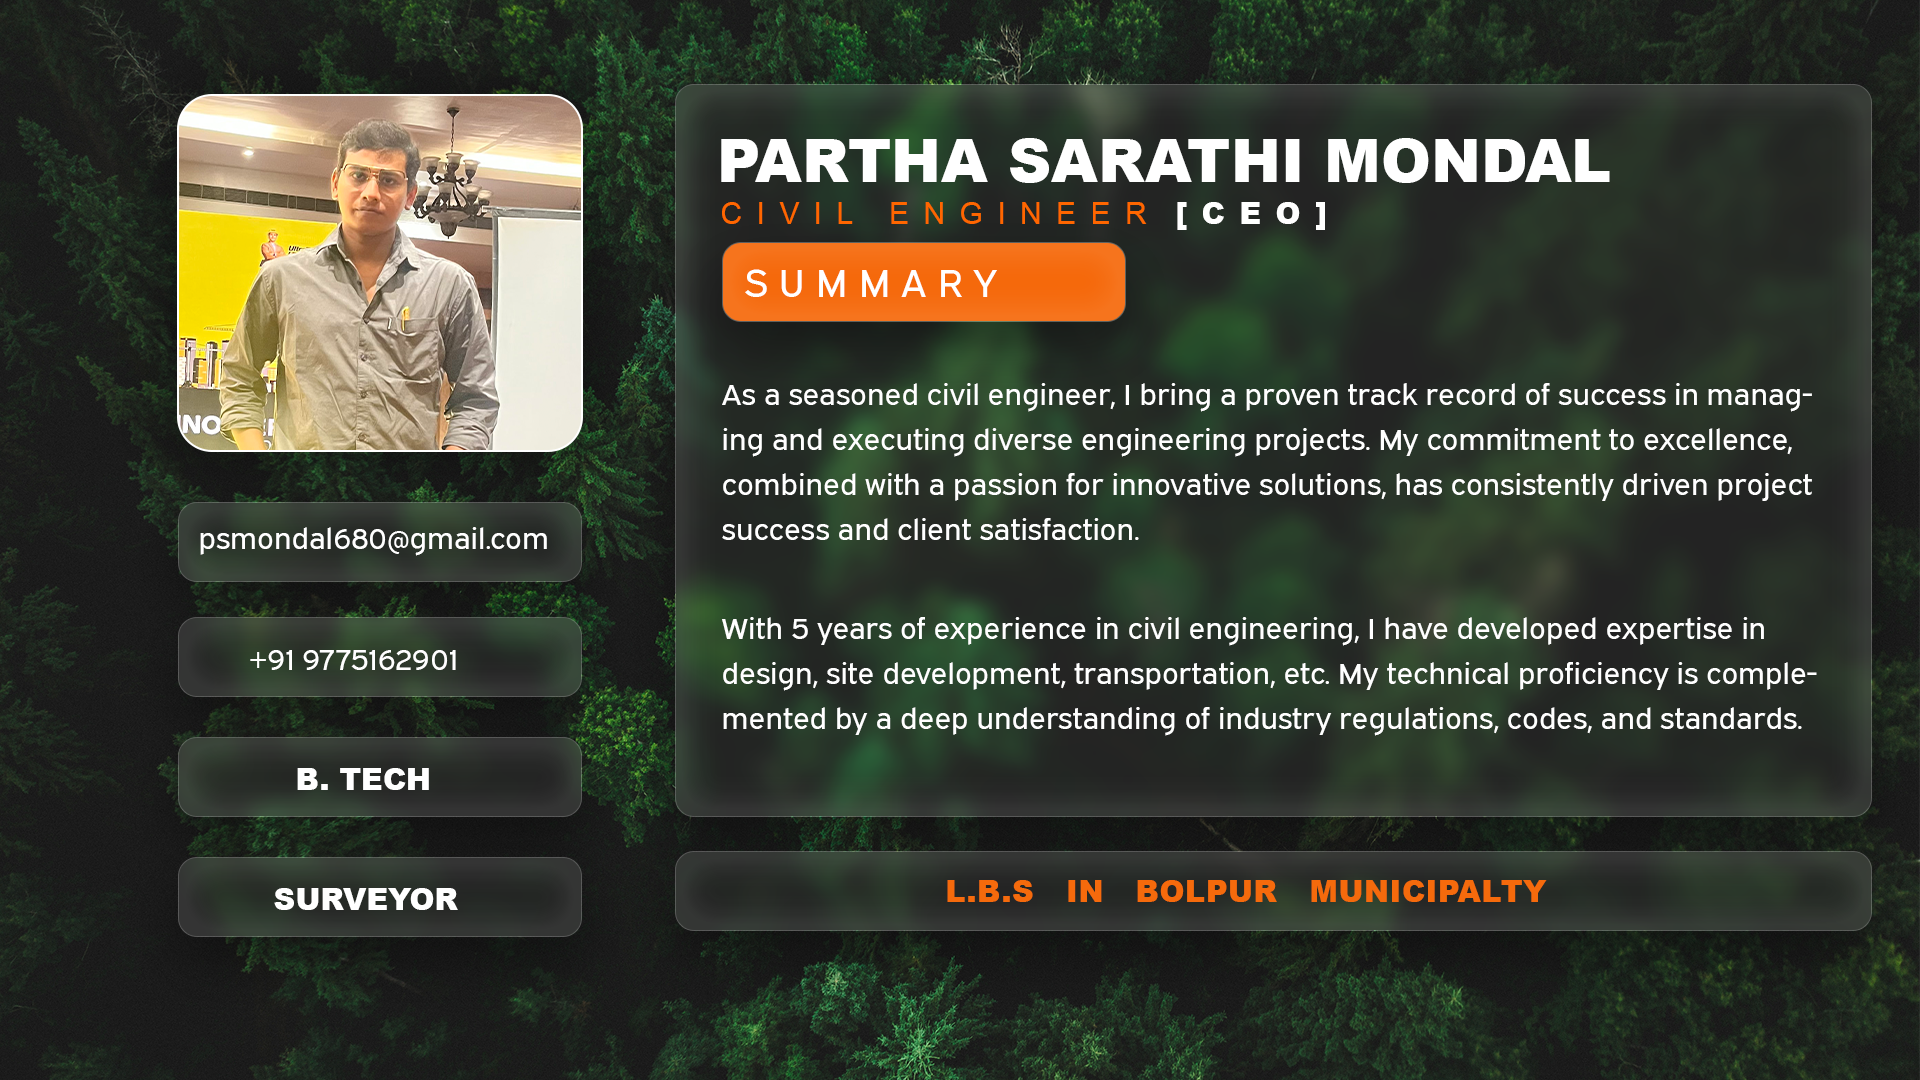 PARTHA SARATHI MONDAL
CIVIL ENGINEER [CEO]
SUMMARY
As a seasoned civil engineer, I bring a proven track record of success in manag-
ing and executing diverse engineering projects. My commitment to excellence,
combined with a passion for innovative solutions, has consistently driven project
success and client satisfaction.
With 5 years of experience in civil engineering, I have developed expertise in
design, site development, transportation, etc. My technical proficiency is comple-
mented by a deep understanding of industry regulations, codes, and standards.
psmondal680@gmail.com
+91 9775162901
B. TECH
SURVEYOR
L.B.S IN BOLPUR MUNICIPALTY